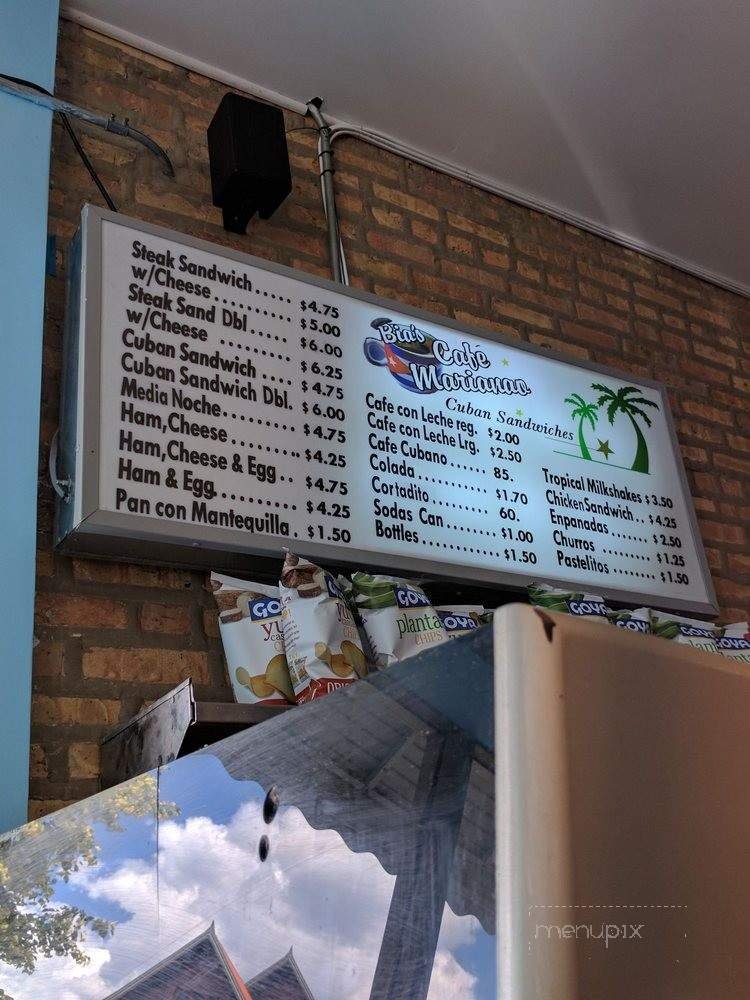 Steak Sandwich ..... $4.75
w/Cheese .......... $5.00
Steak Sand Dbl ..... $6.00
w/Cheese ......... $6.25
Cuban Sandwich .... $4.75
Cuban Sandwich Dbl. $6.00
Media Noche ......... $4.75
Ham,Cheese ......... $4.25
Ham,Cheese & Egg .. $4.75
Ham & Egg .......... $4.25
Pan con Mantequilla . $1.50
Bia's Café
Marianao
Cuban Sandwiches
Cafe con Leche reg. $2.00
Cafe con Leche Lrg. $2.50
Cafe Cubano ...... 85.
Colada ............ $1.70
Cortadito ......... 60.
Sodas Can ........ $1.00
Bottles ............. $1.50
Tropical Milkshakes $3.50
Chicken Sandwich .. $4.25
Enpanadas ....... $2.50
Churros ......... $1.25
Pastelitos ....... $1.50
GOYA
planta
CHIPS
GOYA
GOYA
menupix